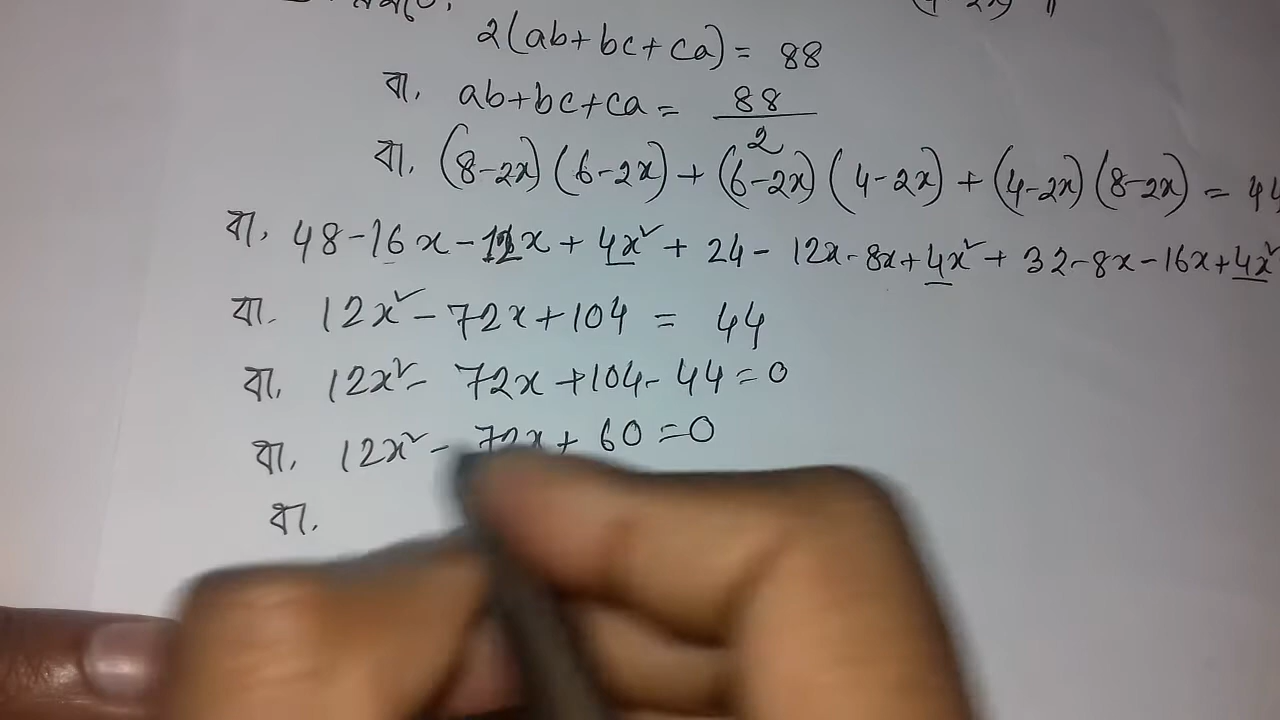 2(ab+bc+ca) = 88
বা, ab+bc+ca = 88/2
বা, (8-2x)(6-2x)+(6-2x)(4-2x)+(4-2x)(8-2x) = 44
বা, 48-16x-12x+4x²+24-12x-8x+4x²+32-8x-16x+4x²
বা. 12x²-72x+104 = 44
বা, 12x²-72x+104-44=0
বা, 12x²-72x+60=0
বা.